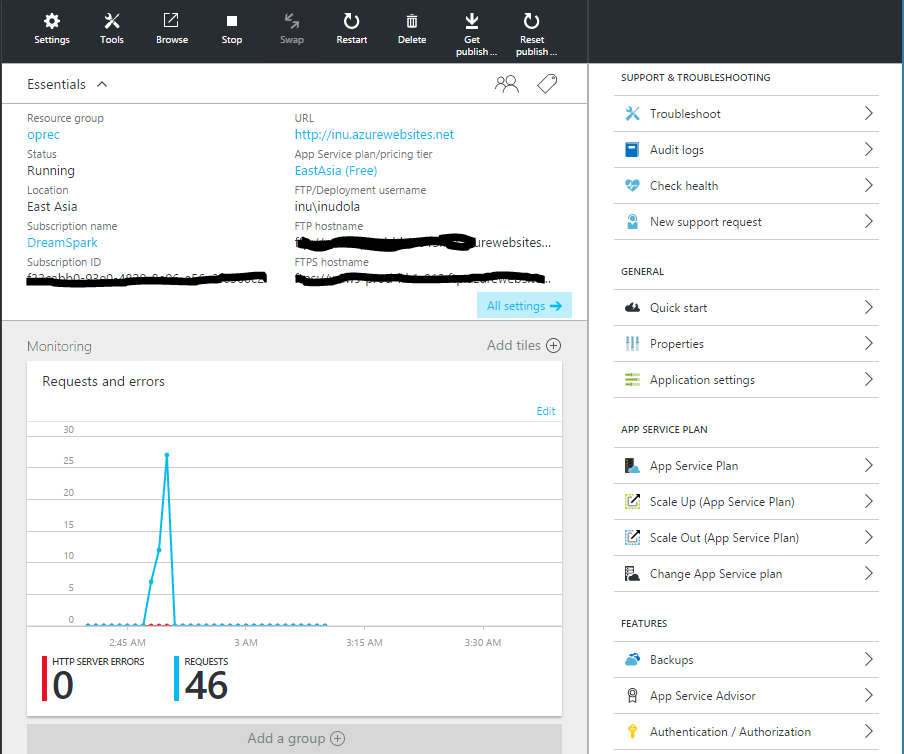 Settings
Tools
Browse
Stop
Swap
Restart
Delete
Get
publish ...
Reset
publish ...
Essentials
Resource group
oprec
Status
Running
Location
East Asia
Subscription name
DreamSpark
Subscription ID
URL
http://inu.azurewebsites.net
App Service plan/pricing tier
EastAsia (Free)
FTP/Deployment username
inu\inudola
FTP hostname
FTPS hostname
All settings
Monitoring
Add tiles
Requests and errors
Edit
30
25
20
15
10
5
0
2:45 AM
3 AM
3:15 AM
3:30 AM
HTTP SERVER ERRORS
0
REQUESTS
46
Add a group
SUPPORT & TROUBLESHOOTING
Troubleshoot
Audit logs
Check health
New support request
GENERAL
Quick start
Properties
Application settings
APP SERVICE PLAN
App Service Plan
Scale Up (App Service Plan)
Scale Out (App Service Plan)
Change App Service plan
FEATURES
Backups
App Service Advisor
Authentication / Authorization